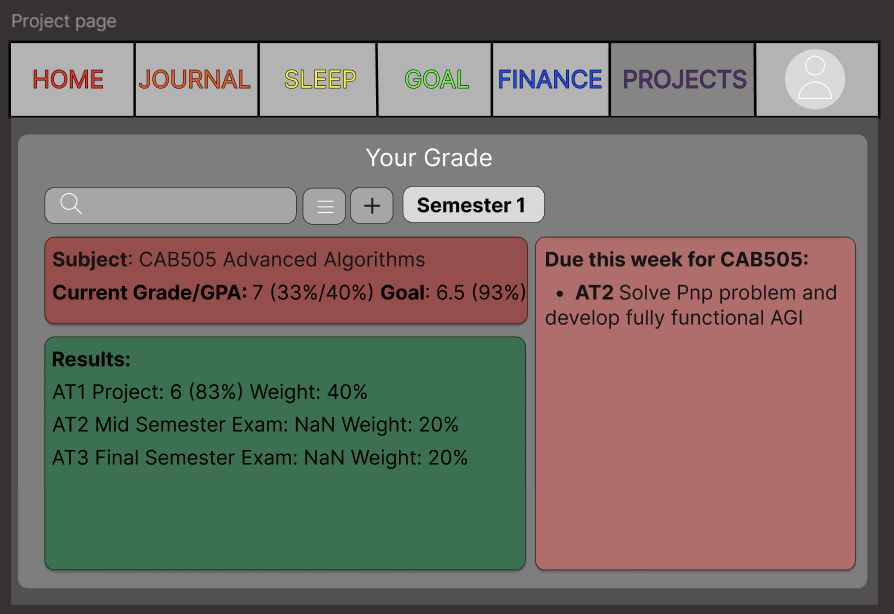 Project page
HOME JOURNAL SLEEP GOAL FINANCE PROJECTS
Your Grade
Semester 1
Subject: CAB505 Advanced Algorithms
Current Grade/GPA: 7 (33%/40%) Goal: 6.5 (93%)
Results:
AT1 Project: 6 (83%) Weight: 40%
AT2 Mid Semester Exam: NaN Weight: 20%
AT3 Final Semester Exam: NaN Weight: 20%
Due this week for CAB505:
• AT2 Solve Pnp problem and
develop fully functional AGI